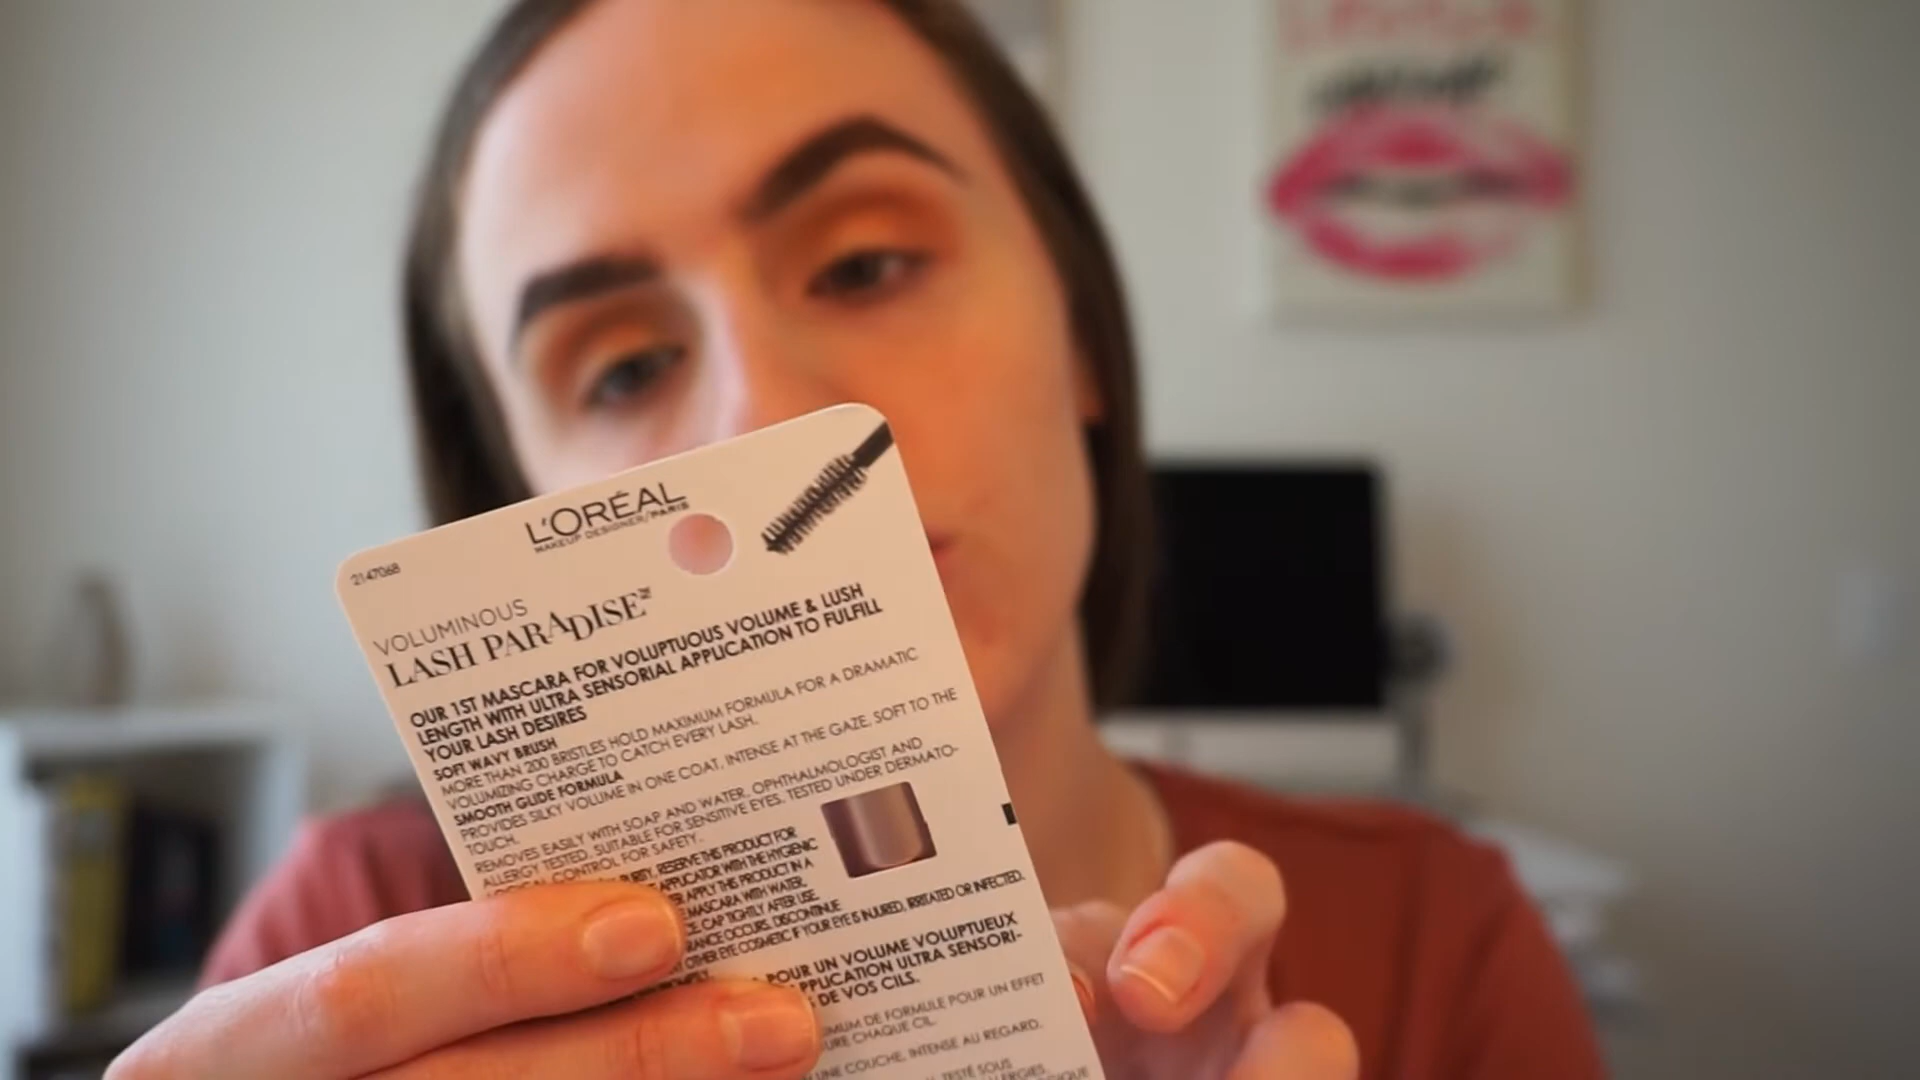 L'ORÉAL
MAKEUP DESIGNER/PARIS
2147068
VOLUMINOUS
LASH PARADISE™
OUR 1ST MASCARA FOR VOLUPTUOUS VOLUME & LUSH
LENGTH WITH ULTRA SENSORIAL APPLICATION TO FULFILL
YOUR LASH DESIRES
SOFT WAVY BRUSH
MORE THAN 200 BRISTLES HOLD MAXIMUM FORMULA FOR A DRAMATIC
VOLUMIZING CHARGE TO CATCH EVERY LASH.
SMOOTH GLIDE FORMULA
PROVIDES SILKY VOLUME IN ONE COAT, INTENSE AT THE GAZE, SOFT TO THE
TOUCH.
REMOVES EASILY WITH SOAP AND WATER, OPHTHALMOLOGIST AND
ALLERGY TESTED. SUITABLE FOR SENSITIVE EYES. TESTED UNDER DERMATO-
CONTROL FOR SAFETY.
RESERVE THIS PRODUCT FOR
APPLICATOR WITH THE HYGIENIC
APPLY THIS PRODUCT IN A
MASCARA WITH WATER,
CAP TIGHTLY AFTER USE.
OCCURS, DISCONTINUE
OTHER EYE COSMETIC IF YOUR EYE IS INJURED, IRRITATED OR INFECTED.
POUR UN VOLUME VOLUPTUEUX
PPLICATION ULTRA SENSORI-
DE VOS CILS.
DE FORMULE POUR UN EFFET
CHAQUE CIL.
UNE COUCHE, INTENSE AU REGARD,
TESTÉ SOUS